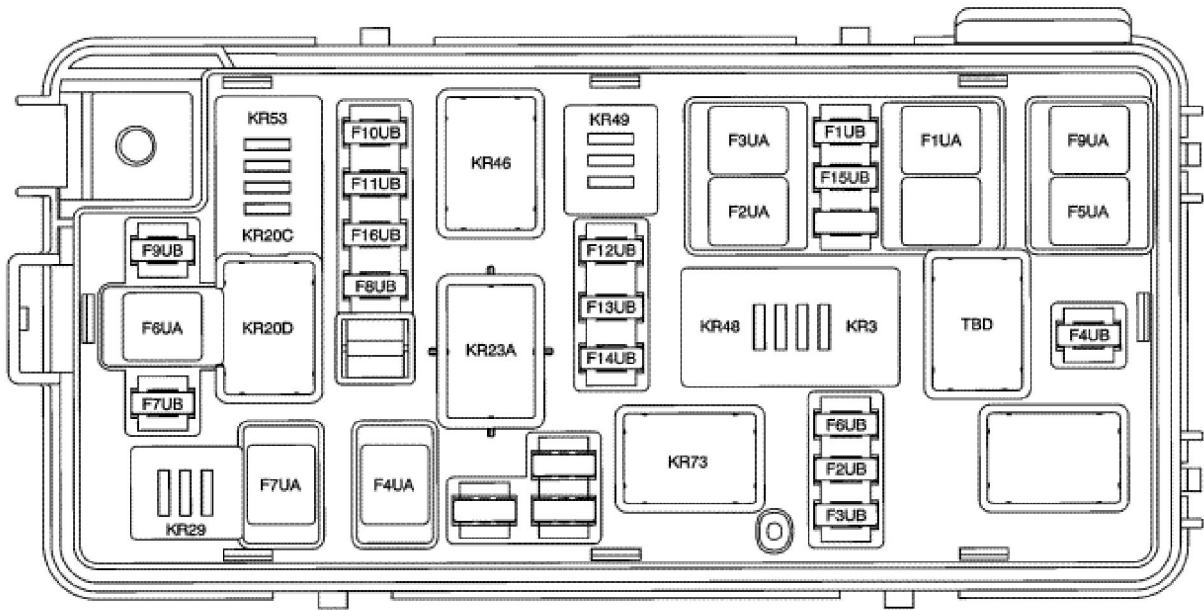 KR53
F10UB
KR49
F3UA
F1UB
F1UA
F9UA
KR46
F11UB
F15UB
F2UA
F5UA
KR20C
F16UB
F9UB
F12UB
F8UB
F13UB
F6UA
KR20D
KR23A
KR48
KR3
TBD
F4UB
F14UB
F7UB
F6UB
KR73
F2UB
F7UA
F4UA
F3UB
KR29